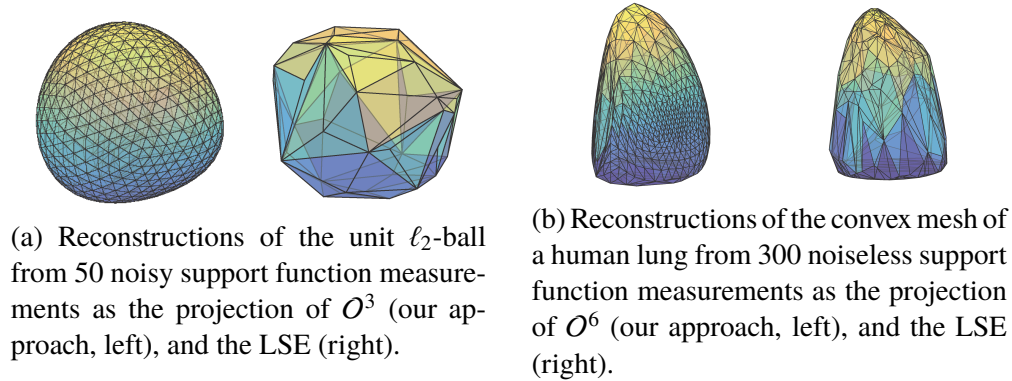 (a) Reconstructions of the unit ℓ₂-ball
from 50 noisy support function measure-
ments as the projection of 𝒪³ (our ap-
proach, left), and the LSE (right).
(b) Reconstructions of the convex mesh of
a human lung from 300 noiseless support
function measurements as the projection
of 𝒪⁶ (our approach, left), and the LSE
(right).